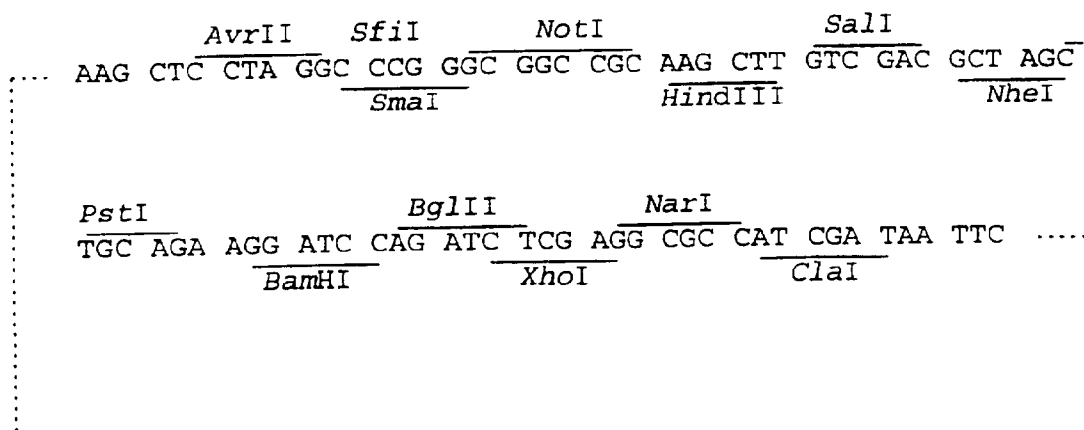 AvrII SfiI NotI SalI
.... AAG CTC CTA GGC CCG GGC GGC CGC AAG CTT GTC GAC GCT AGC
SmaI HindIII NheI
PstI BglII NarI
TGC AGA AGG ATC CAG ATC TCG AGG CGC CAT CGA TAA TTC .....
BamHI XhoI ClaI